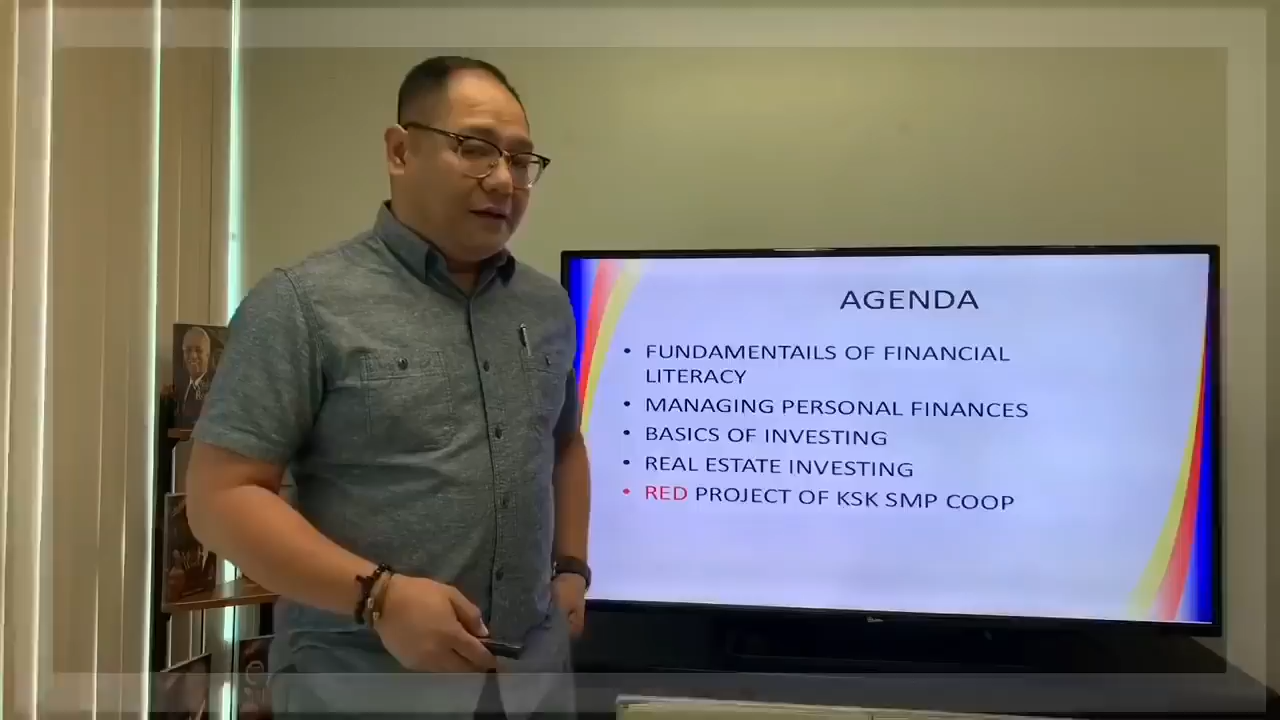 AGENDA
• FUNDAMENTAILS OF FINANCIAL
LITERACY
• MANAGING PERSONAL FINANCES
• BASICS OF INVESTING
• REAL ESTATE INVESTING
• RED PROJECT OF KSK SMP COOP